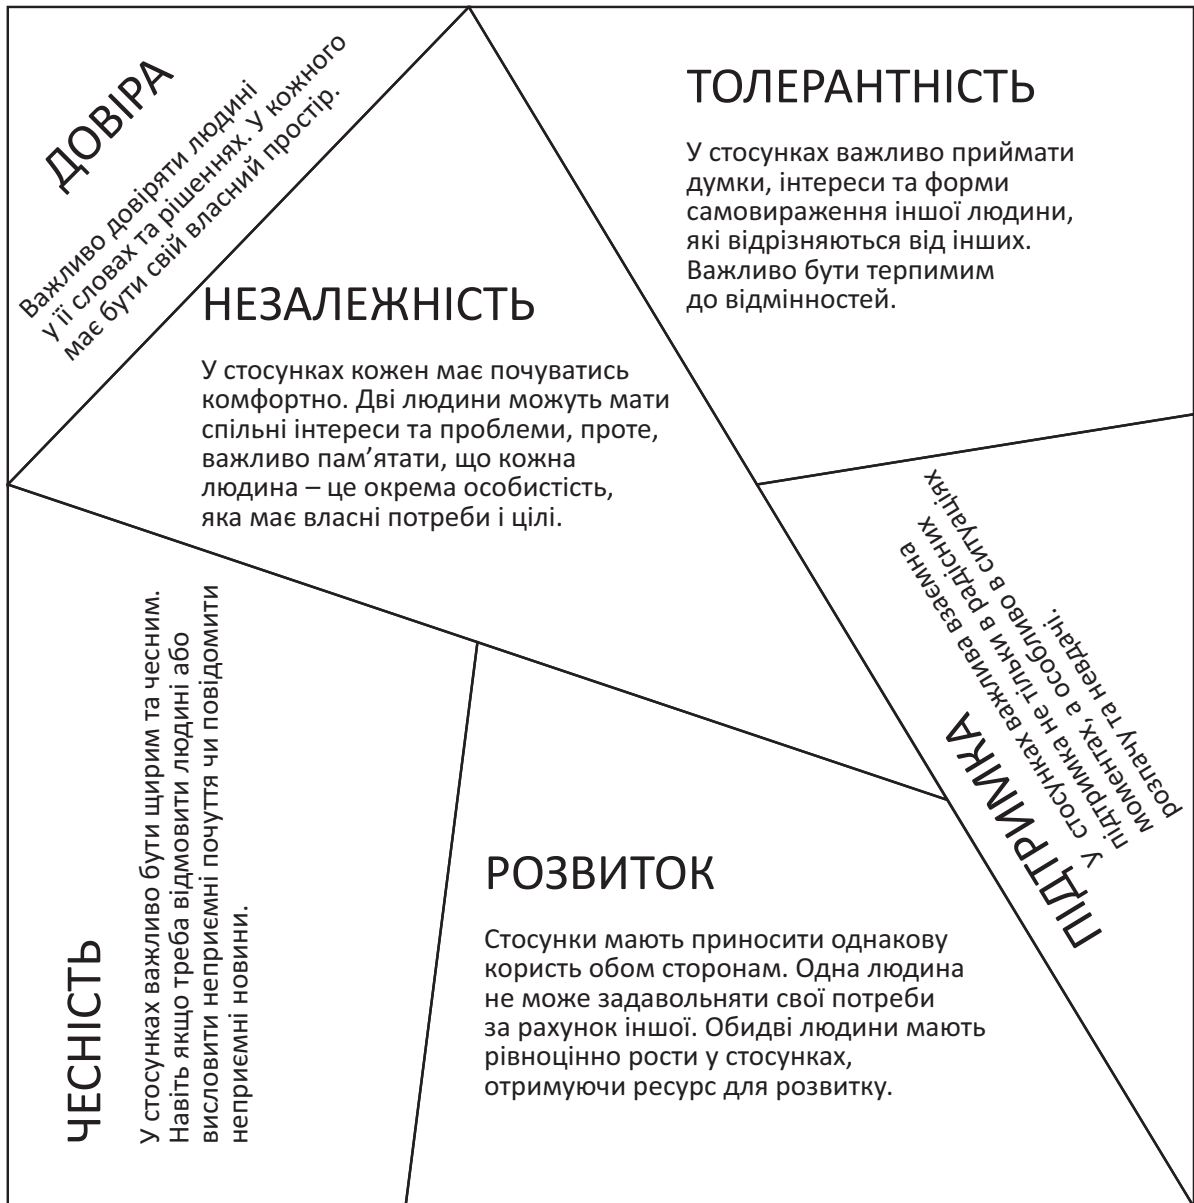 ДОВІРА
Важливо довіряти людині
у її словах та рішеннях. У кожного
має бути свій власний простір.
ТОЛЕРАНТНІСТЬ
У стосунках важливо приймати
думки, інтереси та форми
самовираження іншої людини,
які відрізняються від інших.
Важливо бути терпимим
до відмінностей.
НЕЗАЛЕЖНІСТЬ
У стосунках кожен має почуватись
комфортно. Дві людини можуть мати
спільні інтереси та проблеми, проте,
важливо пам’ятати, що кожна
людина – це окрема особистість,
яка має власні потреби і цілі.
ПІДТРИМКА
У стосунках важлива взаємна
підтримка не тільки в радісних
моментах, а особливо в ситуаціях
розпачу та невдачі.
ЧЕСНІСТЬ
У стосунках важливо бути щирим та чесним.
Навіть якщо треба відмовити людині або
висловити неприємні почуття чи повідомити
неприємні новини.
РОЗВИТОК
Стосунки мають приносити однакову
користь обом сторонам. Одна людина
не може задавольняти свої потреби
за рахунок іншої. Обидві людини мають
рівноцінно рости у стосунках,
отримуючи ресурс для розвитку.